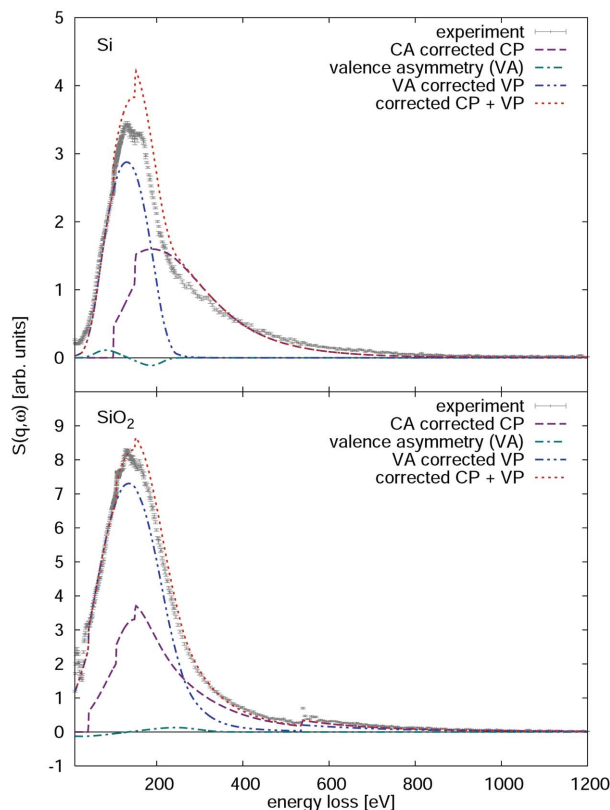 Si
experiment
CA corrected CP
valence asymmetry (VA)
VA corrected VP
corrected CP + VP
5
4
3
2
1
0
S(q,ω) [arb. units]
SiO2
experiment
CA corrected CP
valence asymmetry (VA)
VA corrected VP
corrected CP + VP
9
8
7
6
5
4
3
2
1
0
-1
200 400 600 800 1000 1200
energy loss [eV]